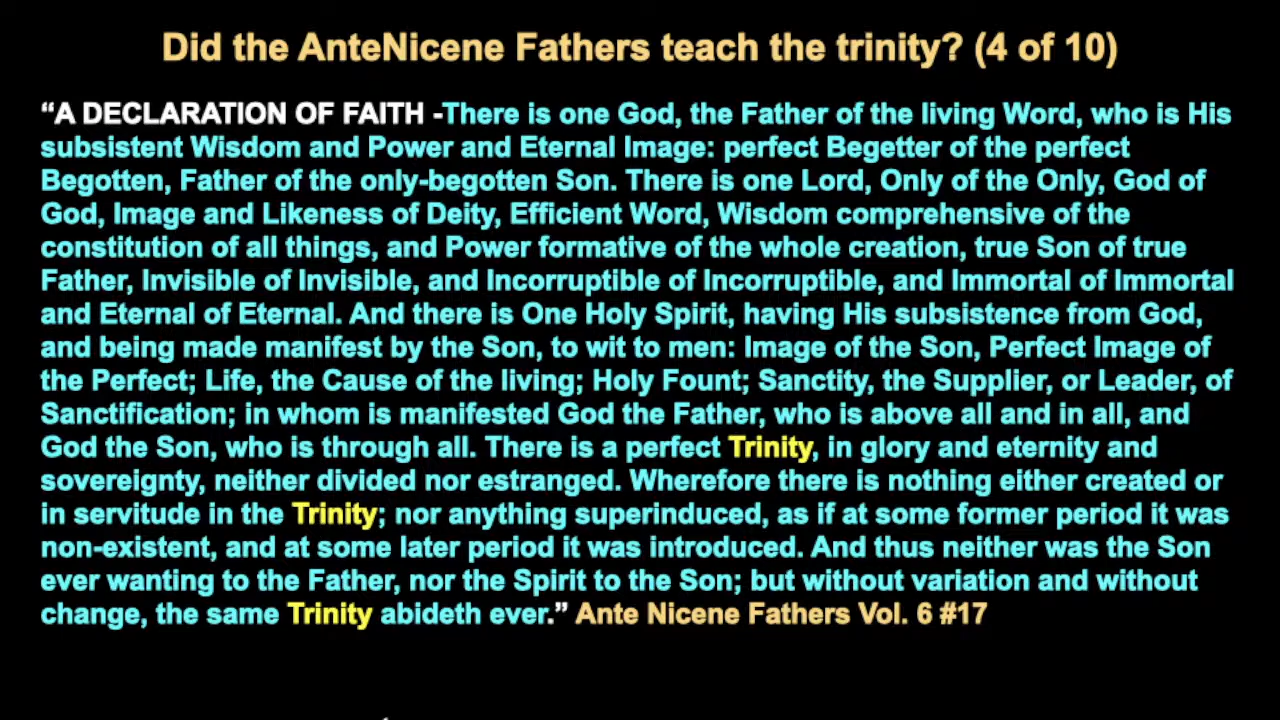 Did the AnteNicene Fathers teach the trinity? (4 of 10)
“A DECLARATION OF FAITH -There is one God, the Father of the living Word, who is His
subsistent Wisdom and Power and Eternal Image: perfect Begetter of the perfect
Begotten, Father of the only-begotten Son. There is one Lord, Only of the Only, God of
God, Image and Likeness of Deity, Efficient Word, Wisdom comprehensive of the
constitution of all things, and Power formative of the whole creation, true Son of true
Father, Invisible of Invisible, and Incorruptible of Incorruptible, and Immortal of Immortal
and Eternal of Eternal. And there is One Holy Spirit, having His subsistence from God,
and being made manifest by the Son, to wit to men: Image of the Son, Perfect Image of
the Perfect; Life, the Cause of the living; Holy Fount; Sanctity, the Supplier, or Leader, of
Sanctification; in whom is manifested God the Father, who is above all and in all, and
God the Son, who is through all. There is a perfect Trinity, in glory and eternity and
sovereignty, neither divided nor estranged. Wherefore there is nothing either created or
in servitude in the Trinity; nor anything superinduced, as if at some former period it was
non-existent, and at some later period it was introduced. And thus neither was the Son
ever wanting to the Father, nor the Spirit to the Son; but without variation and without
change, the same Trinity abideth ever.” Ante Nicene Fathers Vol. 6 #17